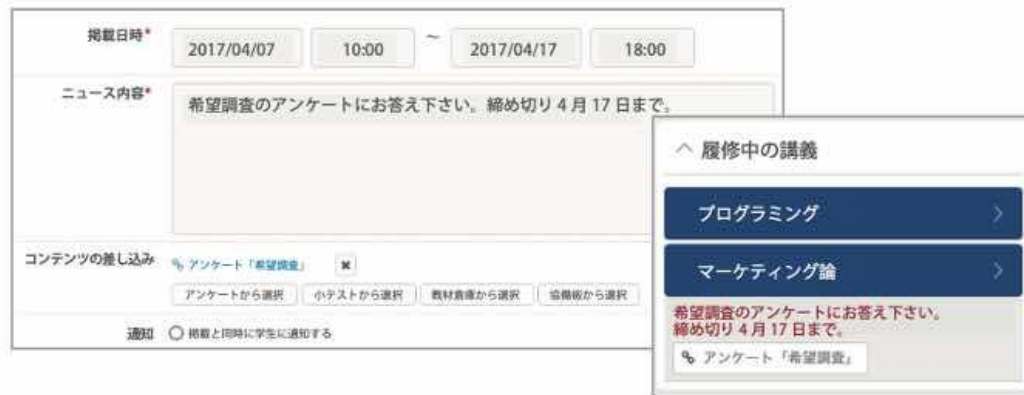 掲載日時*
2017/04/07 10:00 ~ 2017/04/17 18:00
ニュース内容*
希望調査のアンケートにお答え下さい。締め切り4月17日まで。
コンテンツの差し込み
アンケート「希望調査」
アンケートから選択 小テストから選択 教材倉庫から選択 協働板から選択
通知 掲載と同時に学生に通知する
履修中の講義
プログラミング
マーケティング論
希望調査のアンケートにお答え下さい。
締め切り4月17日まで。
アンケート「希望調査」